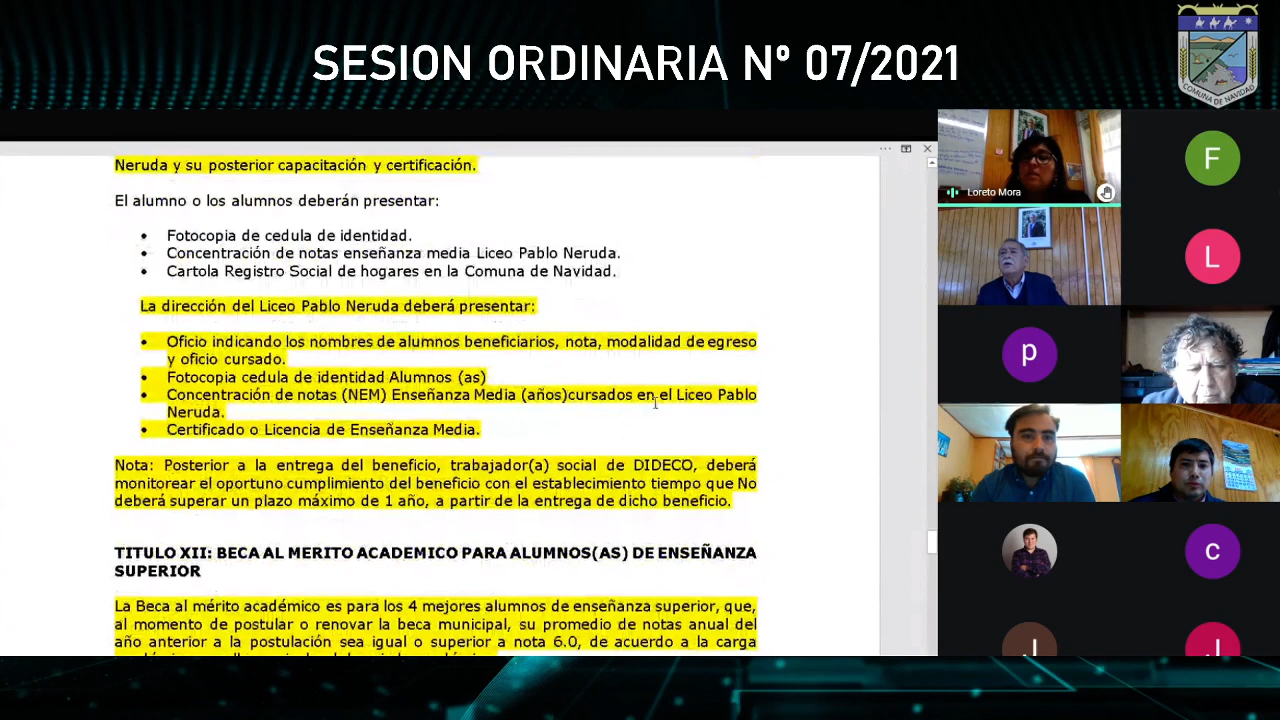 SESION ORDINARIA Nº 07/2021
COMUNA DE NAVIDAD
Neruda y su posterior capacitación y certificación.
El alumno o los alumnos deberán presentar:
• Fotocopia de cedula de identidad.
• Concentración de notas enseñanza media Liceo Pablo Neruda.
• Cartola Registro Social de hogares en la Comuna de Navidad.
La dirección del Liceo Pablo Neruda deberá presentar:
• Oficio indicando los nombres de alumnos beneficiarios, nota, modalidad de egreso
y oficio cursado.
• Fotocopia cedula de identidad Alumnos (as)
• Concentración de notas (NEM) Enseñanza Media (años)cursados en el Liceo Pablo
Neruda.
• Certificado o Licencia de Enseñanza Media.
Nota: Posterior a la entrega del beneficio, trabajador(a) social de DIDECO, deberá
monitorear el oportuno cumplimiento del beneficio con el establecimiento tiempo que No
deberá superar un plazo máximo de 1 año, a partir de la entrega de dicho beneficio.
TITULO XII: BECA AL MERITO ACADEMICO PARA ALUMNOS(AS) DE ENSEÑANZA
SUPERIOR
La Beca al mérito académico es para los 4 mejores alumnos de enseñanza superior, que,
al momento de postular o renovar la beca municipal, su promedio de notas anual del
año anterior a la postulación sea igual o superior a nota 6.0, de acuerdo a la carga
Loreto Mora
F
L
p
c
J
J